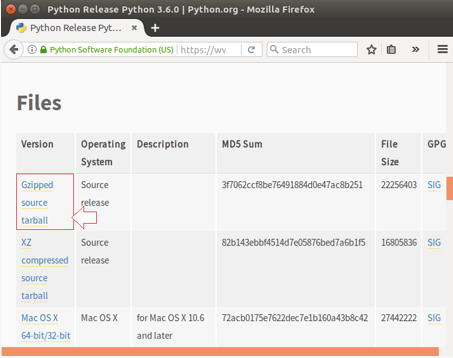 Python Release Python 3.6.0 | Python.org - Mozilla Firefox
Python Release Pyt…
Python Software Foundation (US)
https://wv
Search
Files
Version
Operating
System
Description
MD5 Sum
File
Size
GPG
Gzipped
source
tarball
Source
release
3f7062ccf8be76491884d0e47ac8b251
22256403
SIG
XZ
compressed
source
tarball
Source
release
82b143ebbf4514d7e05876bed7a6b1f5
16805836
SIG
Mac OS X
64-bit/32-bit
Mac OS X
for Mac OS X 10.6
and later
72acb0175e7622dec7e1b160a43b8c42
27442222
SIG